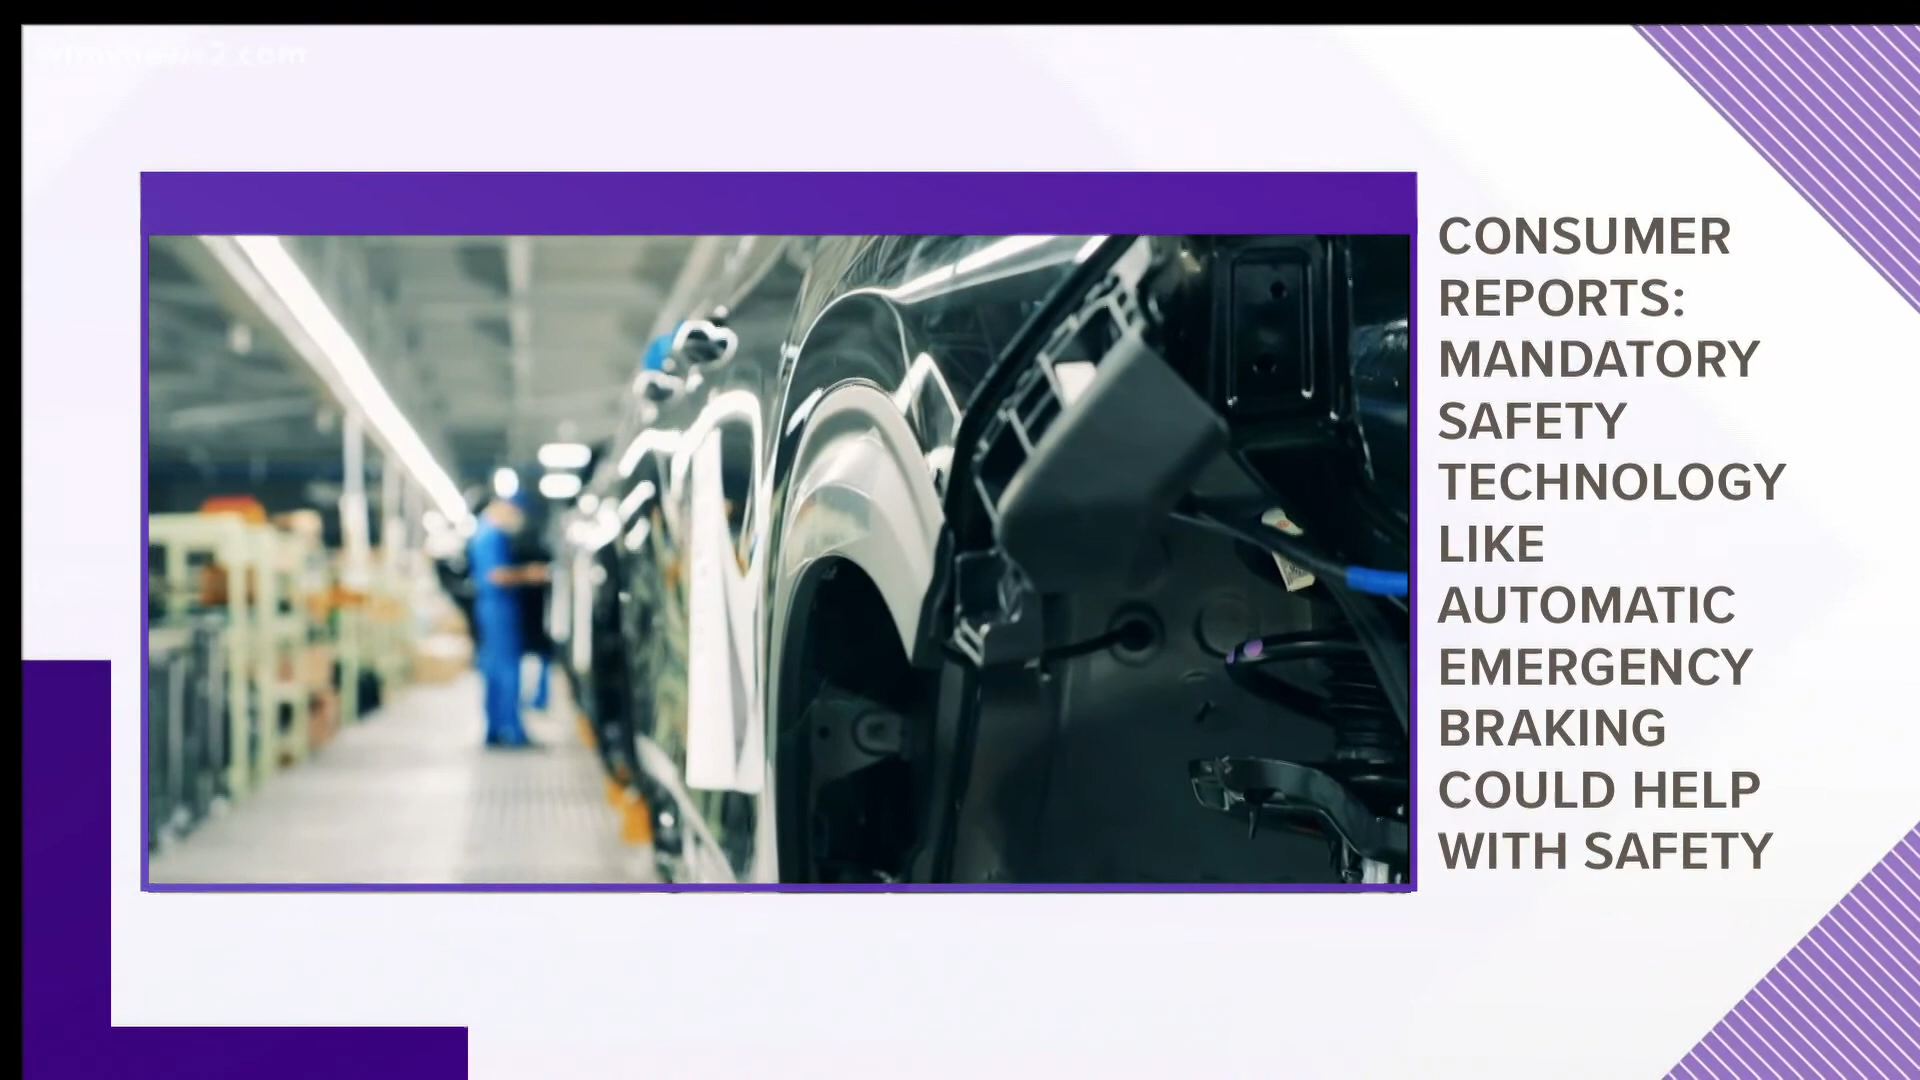 CONSUMER
REPORTS:
MANDATORY
SAFETY
TECHNOLOGY
LIKE
AUTOMATIC
EMERGENCY
BRAKING
COULD HELP
WITH SAFETY